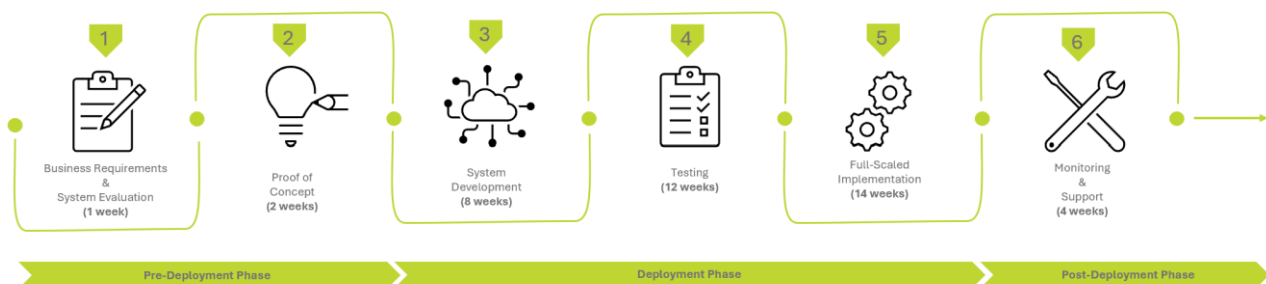 1
Business Requirements
&
System Evaluation
(1 week)
2
Proof of
Concept
(2 weeks)
3
System
Development
(8 weeks)
4
Testing
(12 weeks)
5
Full-Scaled
Implementation
(14 weeks)
6
Monitoring
&
Support
(4 weeks)
Pre-Deployment Phase
Deployment Phase
Post-Deployment Phase